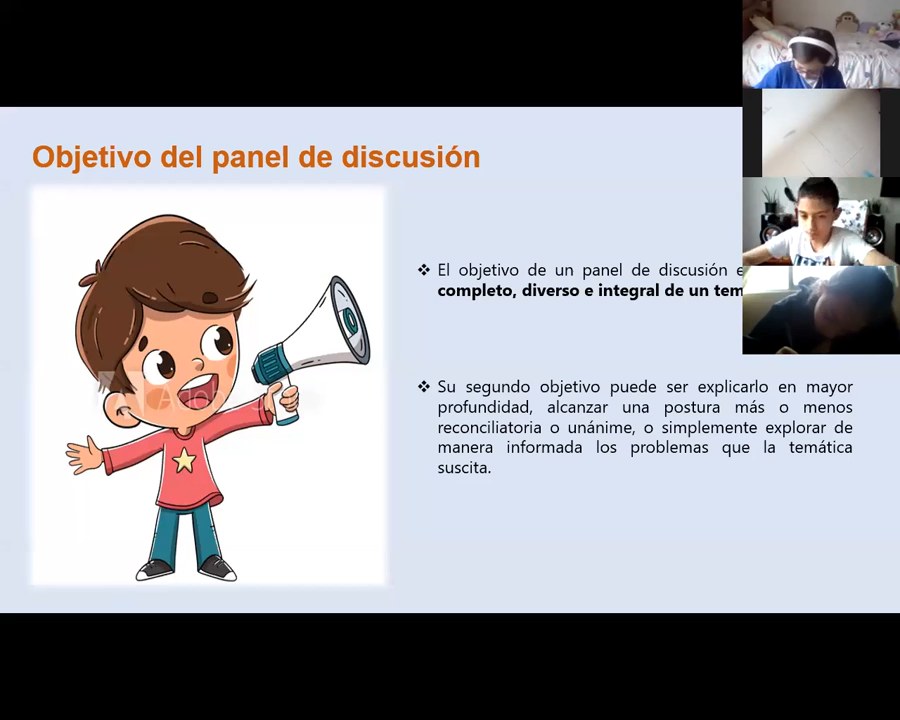 Objetivo del panel de discusión
❖ El objetivo de un panel de discusión
completo, diverso e integral de un
❖ Su segundo objetivo puede ser explicarlo en mayor
profundidad, alcanzar una postura más o menos
reconciliatoria o unánime, o simplemente explorar de
manera informada los problemas que la temática
suscita.